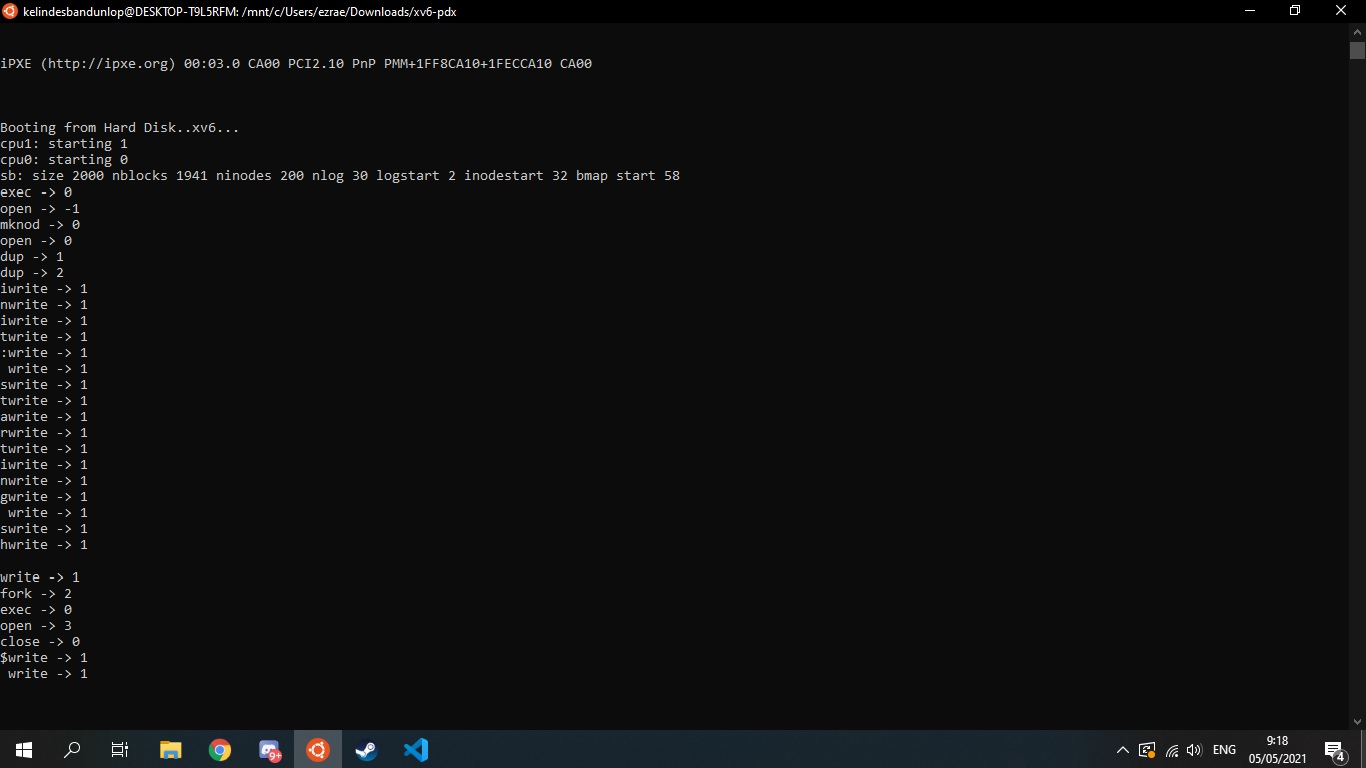 kelindesbandunlop@DESKTOP-T9L5RFM: /mnt/c/Users/ezrae/Downloads/xv6-pdx
iPXE (http://ipxe.org) 00:03.0 CA00 PCI2.10 PnP PMM+1FF8CA10+1FECCA10 CA00
Booting from Hard Disk..xv6...
cpu1: starting 1
cpu0: starting 0
sb: size 2000 nblocks 1941 ninodes 200 nlog 30 logstart 2 inodestart 32 bmap start 58
exec -> 0
open -> -1
mknod -> 0
open -> 0
dup -> 1
dup -> 2
iwrite -> 1
nwrite -> 1
iwrite -> 1
twrite -> 1
:write -> 1
 write -> 1
swrite -> 1
twrite -> 1
awrite -> 1
rwrite -> 1
twrite -> 1
iwrite -> 1
nwrite -> 1
gwrite -> 1
 write -> 1
swrite -> 1
hwrite -> 1
write -> 1
fork -> 2
exec -> 0
open -> 3
close -> 0
$write -> 1
 write -> 1
ENG
9:18
05/05/2021
4